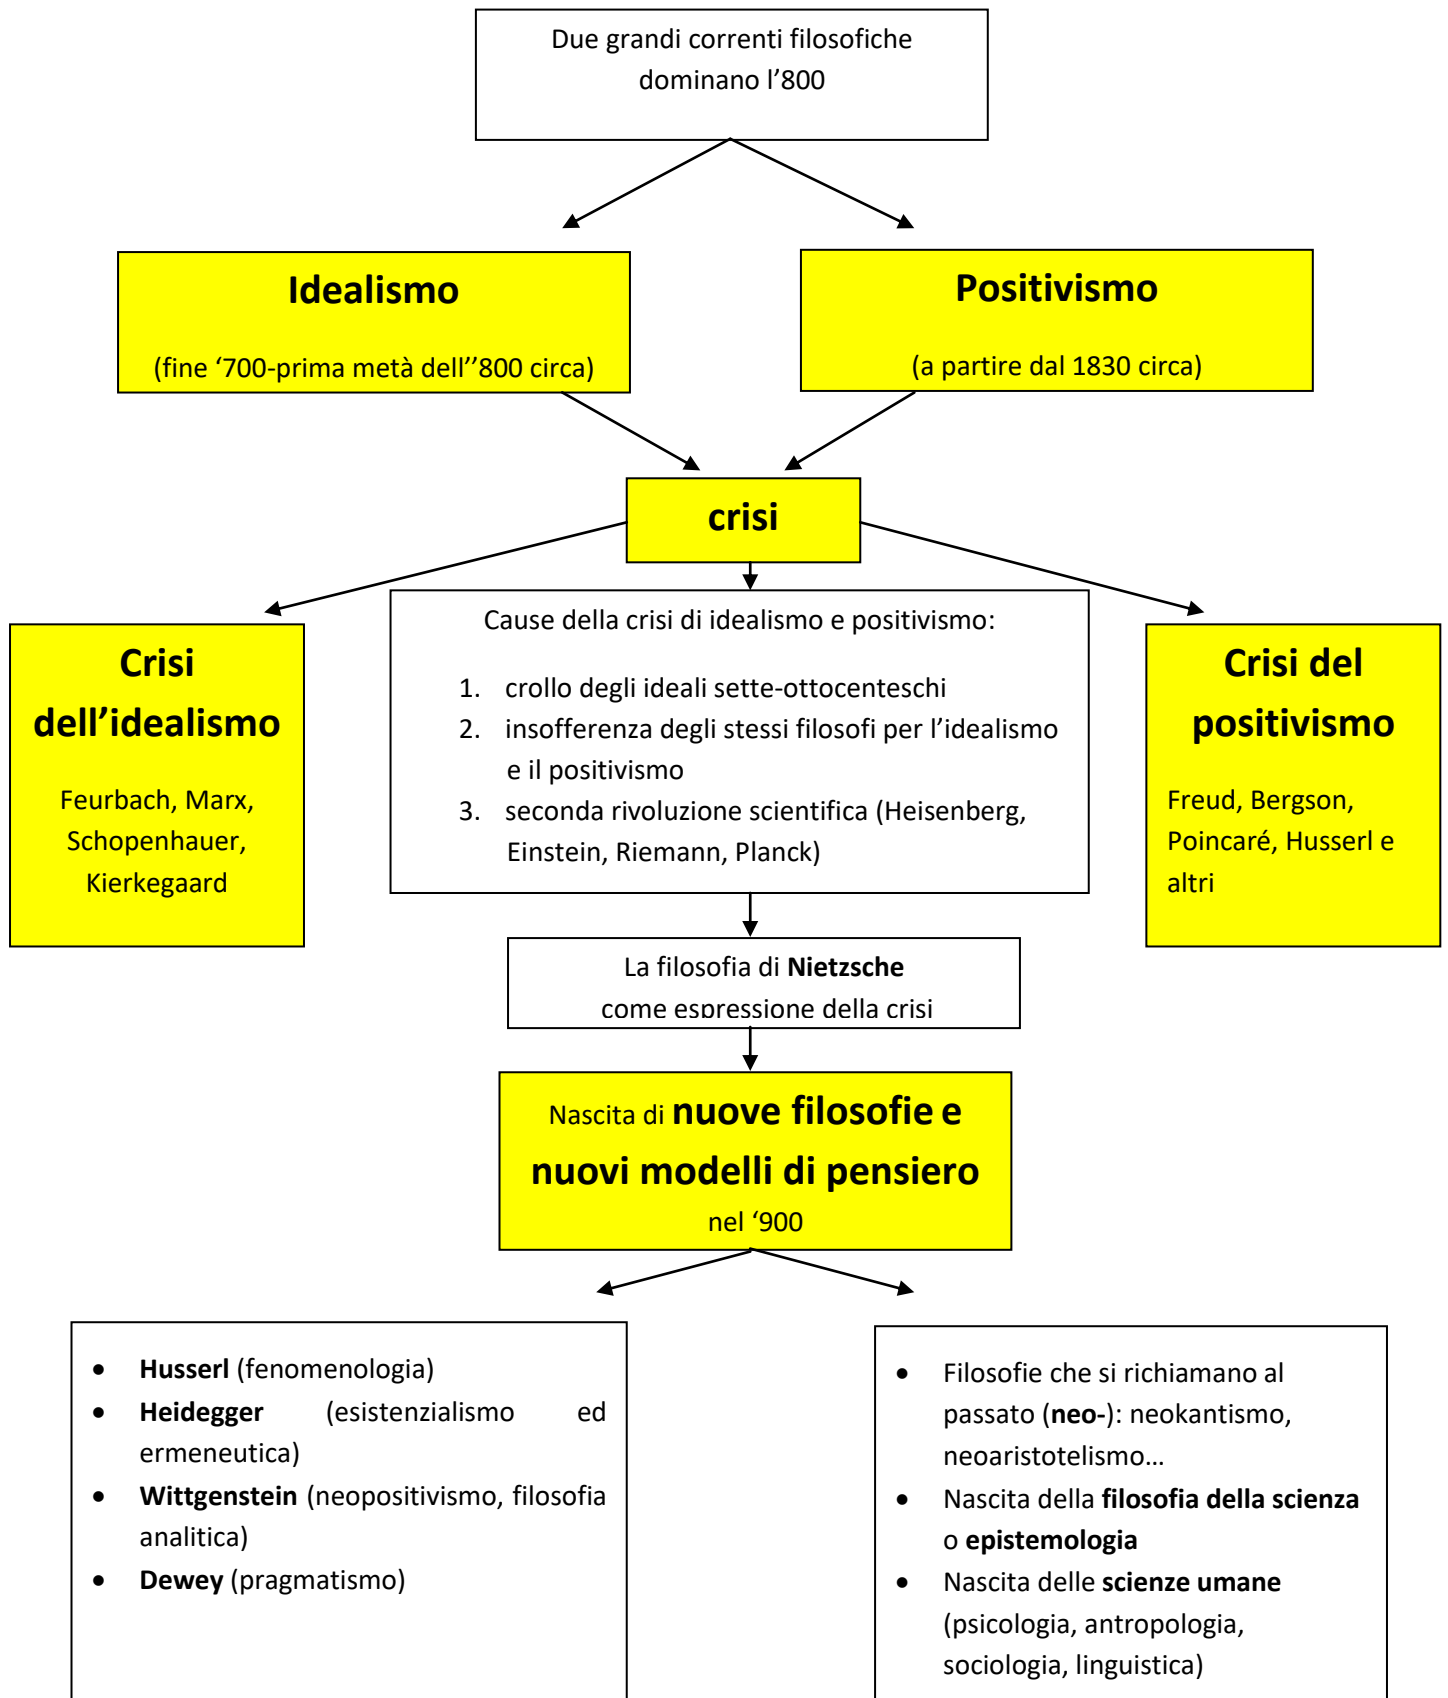 Due grandi correnti filosofiche
dominano l’800
Idealismo
(fine ‘700-prima metà dell’’800 circa)
Positivismo
(a partire dal 1830 circa)
crisi
Crisi
dell’idealismo
Feurbach, Marx,
Schopenhauer,
Kierkegaard
Cause della crisi di idealismo e positivismo:
1. crollo degli ideali sette-ottocenteschi
2. insofferenza degli stessi filosofi per l’idealismo
e il positivismo
3. seconda rivoluzione scientifica (Heisenberg,
Einstein, Riemann, Planck)
Crisi del
positivismo
Freud, Bergson,
Poincaré, Husserl e
altri
La filosofia di Nietzsche
come espressione della crisi
Nascita di nuove filosofie e
nuovi modelli di pensiero
nel ‘900
• Husserl (fenomenologia)
• Heidegger (esistenzialismo ed
ermeneutica)
• Wittgenstein (neopositivismo, filosofia
analitica)
• Dewey (pragmatismo)
• Filosofie che si richiamano al
passato (neo-): neokantismo,
neoaristotelismo…
• Nascita della filosofia della scienza
o epistemologia
• Nascita delle scienze umane
(psicologia, antropologia,
sociologia, linguistica)